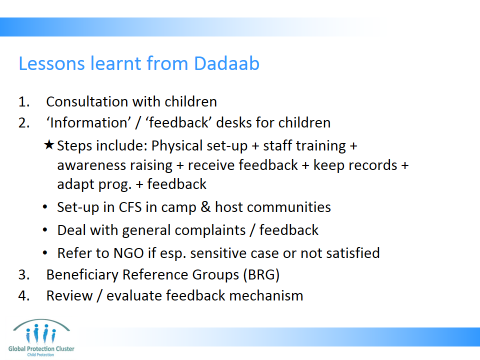 Lessons learnt from Dadaab
1. Consultation with children
2. ‘Information’ / ‘feedback’ desks for children
★Steps include: Physical set-up + staff training +
awareness raising + receive feedback + keep records +
adapt prog. + feedback
• Set-up in CFS in camp & host communities
• Deal with general complaints / feedback
• Refer to NGO if esp. sensitive case or not satisfied
3. Beneficiary Reference Groups (BRG)
4. Review / evaluate feedback mechanism
Global Protection Cluster
Child Protection